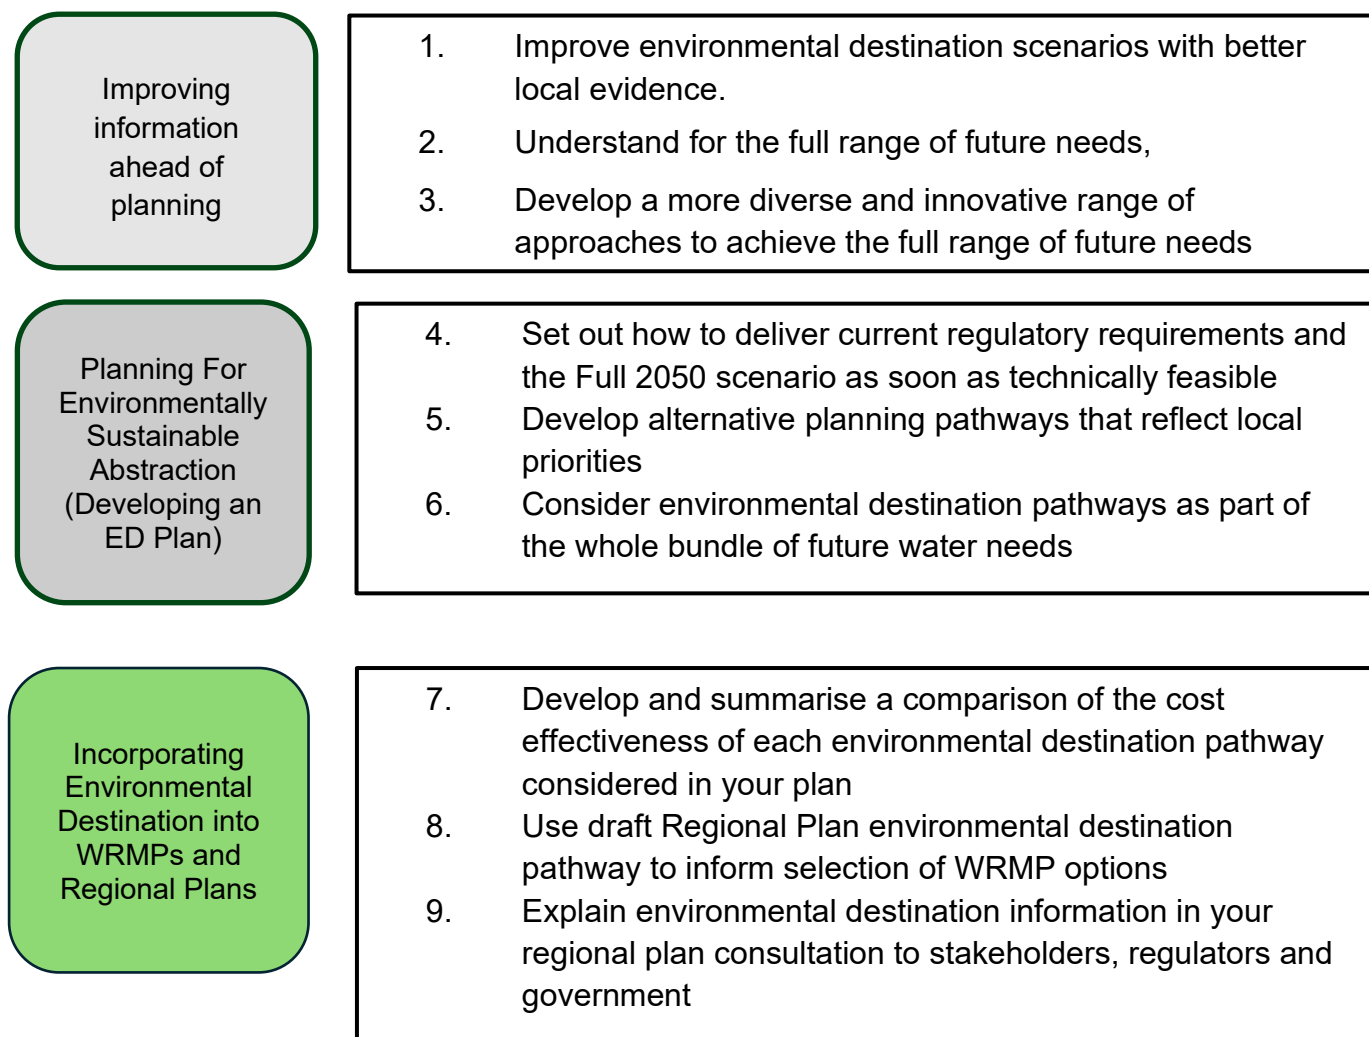 Improving
information
ahead of
planning
1. Improve environmental destination scenarios with better
local evidence.
2. Understand for the full range of future needs,
3. Develop a more diverse and innovative range of
approaches to achieve the full range of future needs
Planning For
Environmentally
Sustainable
Abstraction
(Developing an
ED Plan)
4. Set out how to deliver current regulatory requirements and
the Full 2050 scenario as soon as technically feasible
5. Develop alternative planning pathways that reflect local
priorities
6. Consider environmental destination pathways as part of
the whole bundle of future water needs
Incorporating
Environmental
Destination into
WRMPs and
Regional Plans
7. Develop and summarise a comparison of the cost
effectiveness of each environmental destination pathway
considered in your plan
8. Use draft Regional Plan environmental destination
pathway to inform selection of WRMP options
9. Explain environmental destination information in your
regional plan consultation to stakeholders, regulators and
government